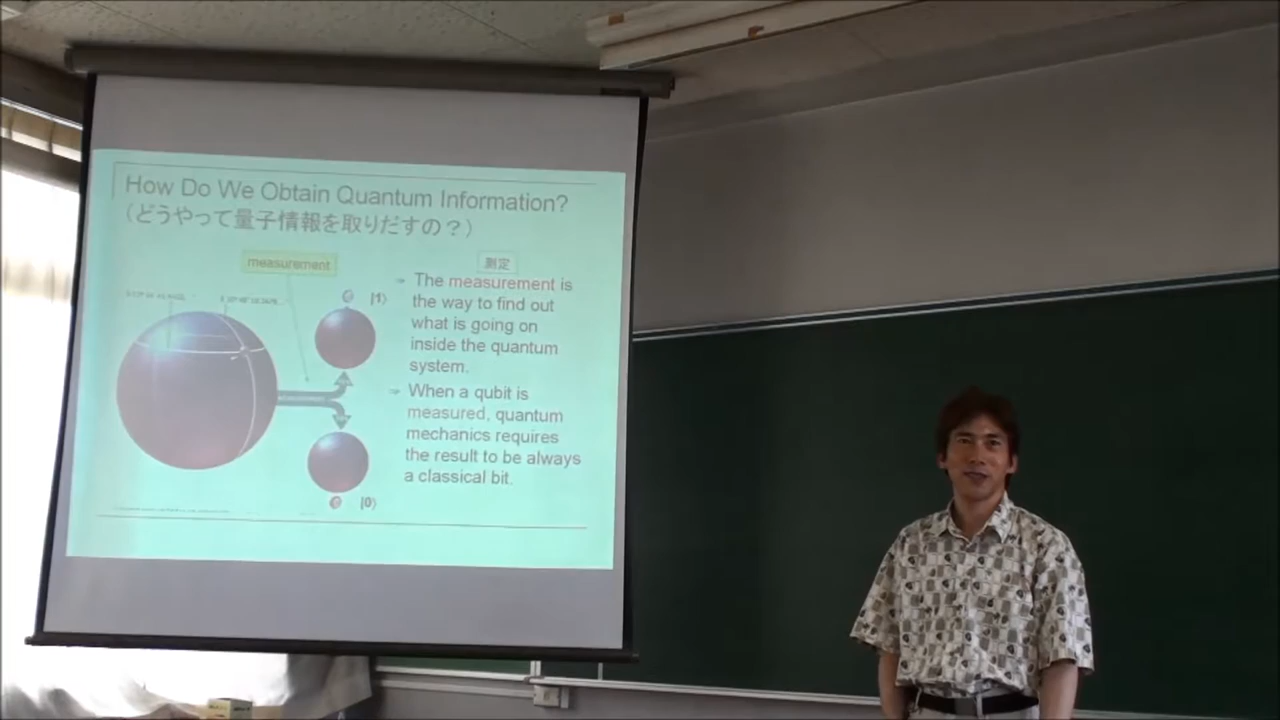 How Do We Obtain Quantum Information?
（どうやって量子情報を取りだすの？）
measurement
測定
The measurement is
the way to find out
what is going on
inside the quantum
system.
When a qubit is
measured, quantum
mechanics requires
the result to be always
a classical bit.
|1⟩
|0⟩